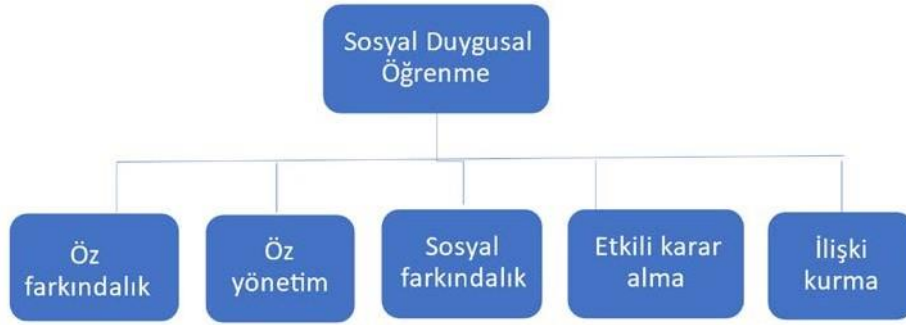 Sosyal Duygusal
Öğrenme
Öz
farkındalık
Öz
yönetim
Sosyal
farkındalık
Etkili karar
alma
İlişki
kurma